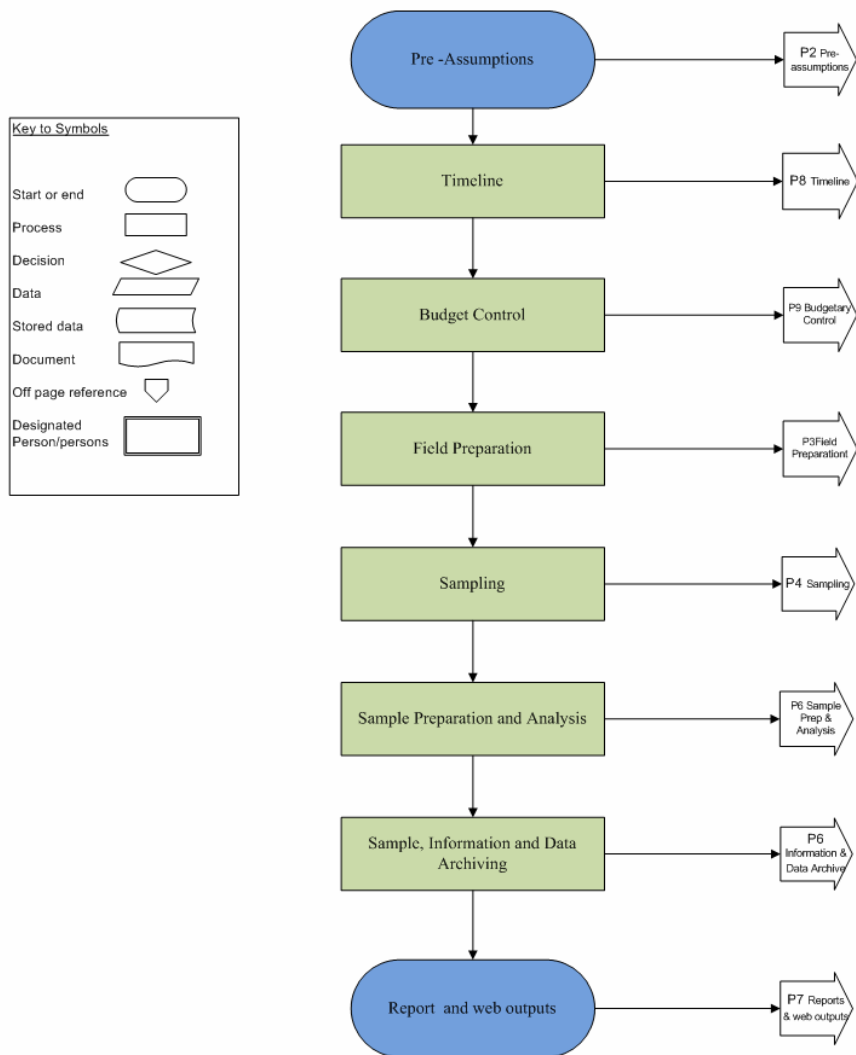 Pre -Assumptions
P2 Pre-
assumptions
Key to Symbols
Start or end
Process
Decision
Data
Stored data
Document
Off page reference
Designated
Person/persons
Timeline
P8 Timeline
Budget Control
P9 Budgetary
Control
Field Preparation
P3Field
Preparationt
Sampling
P4 Sampling
Sample Preparation and Analysis
P6 Sample
Prep &
Analysis
Sample, Information and Data
Archiving
P6
Information &
Data Archive
Report and web outputs
P7 Reports
& web outputs